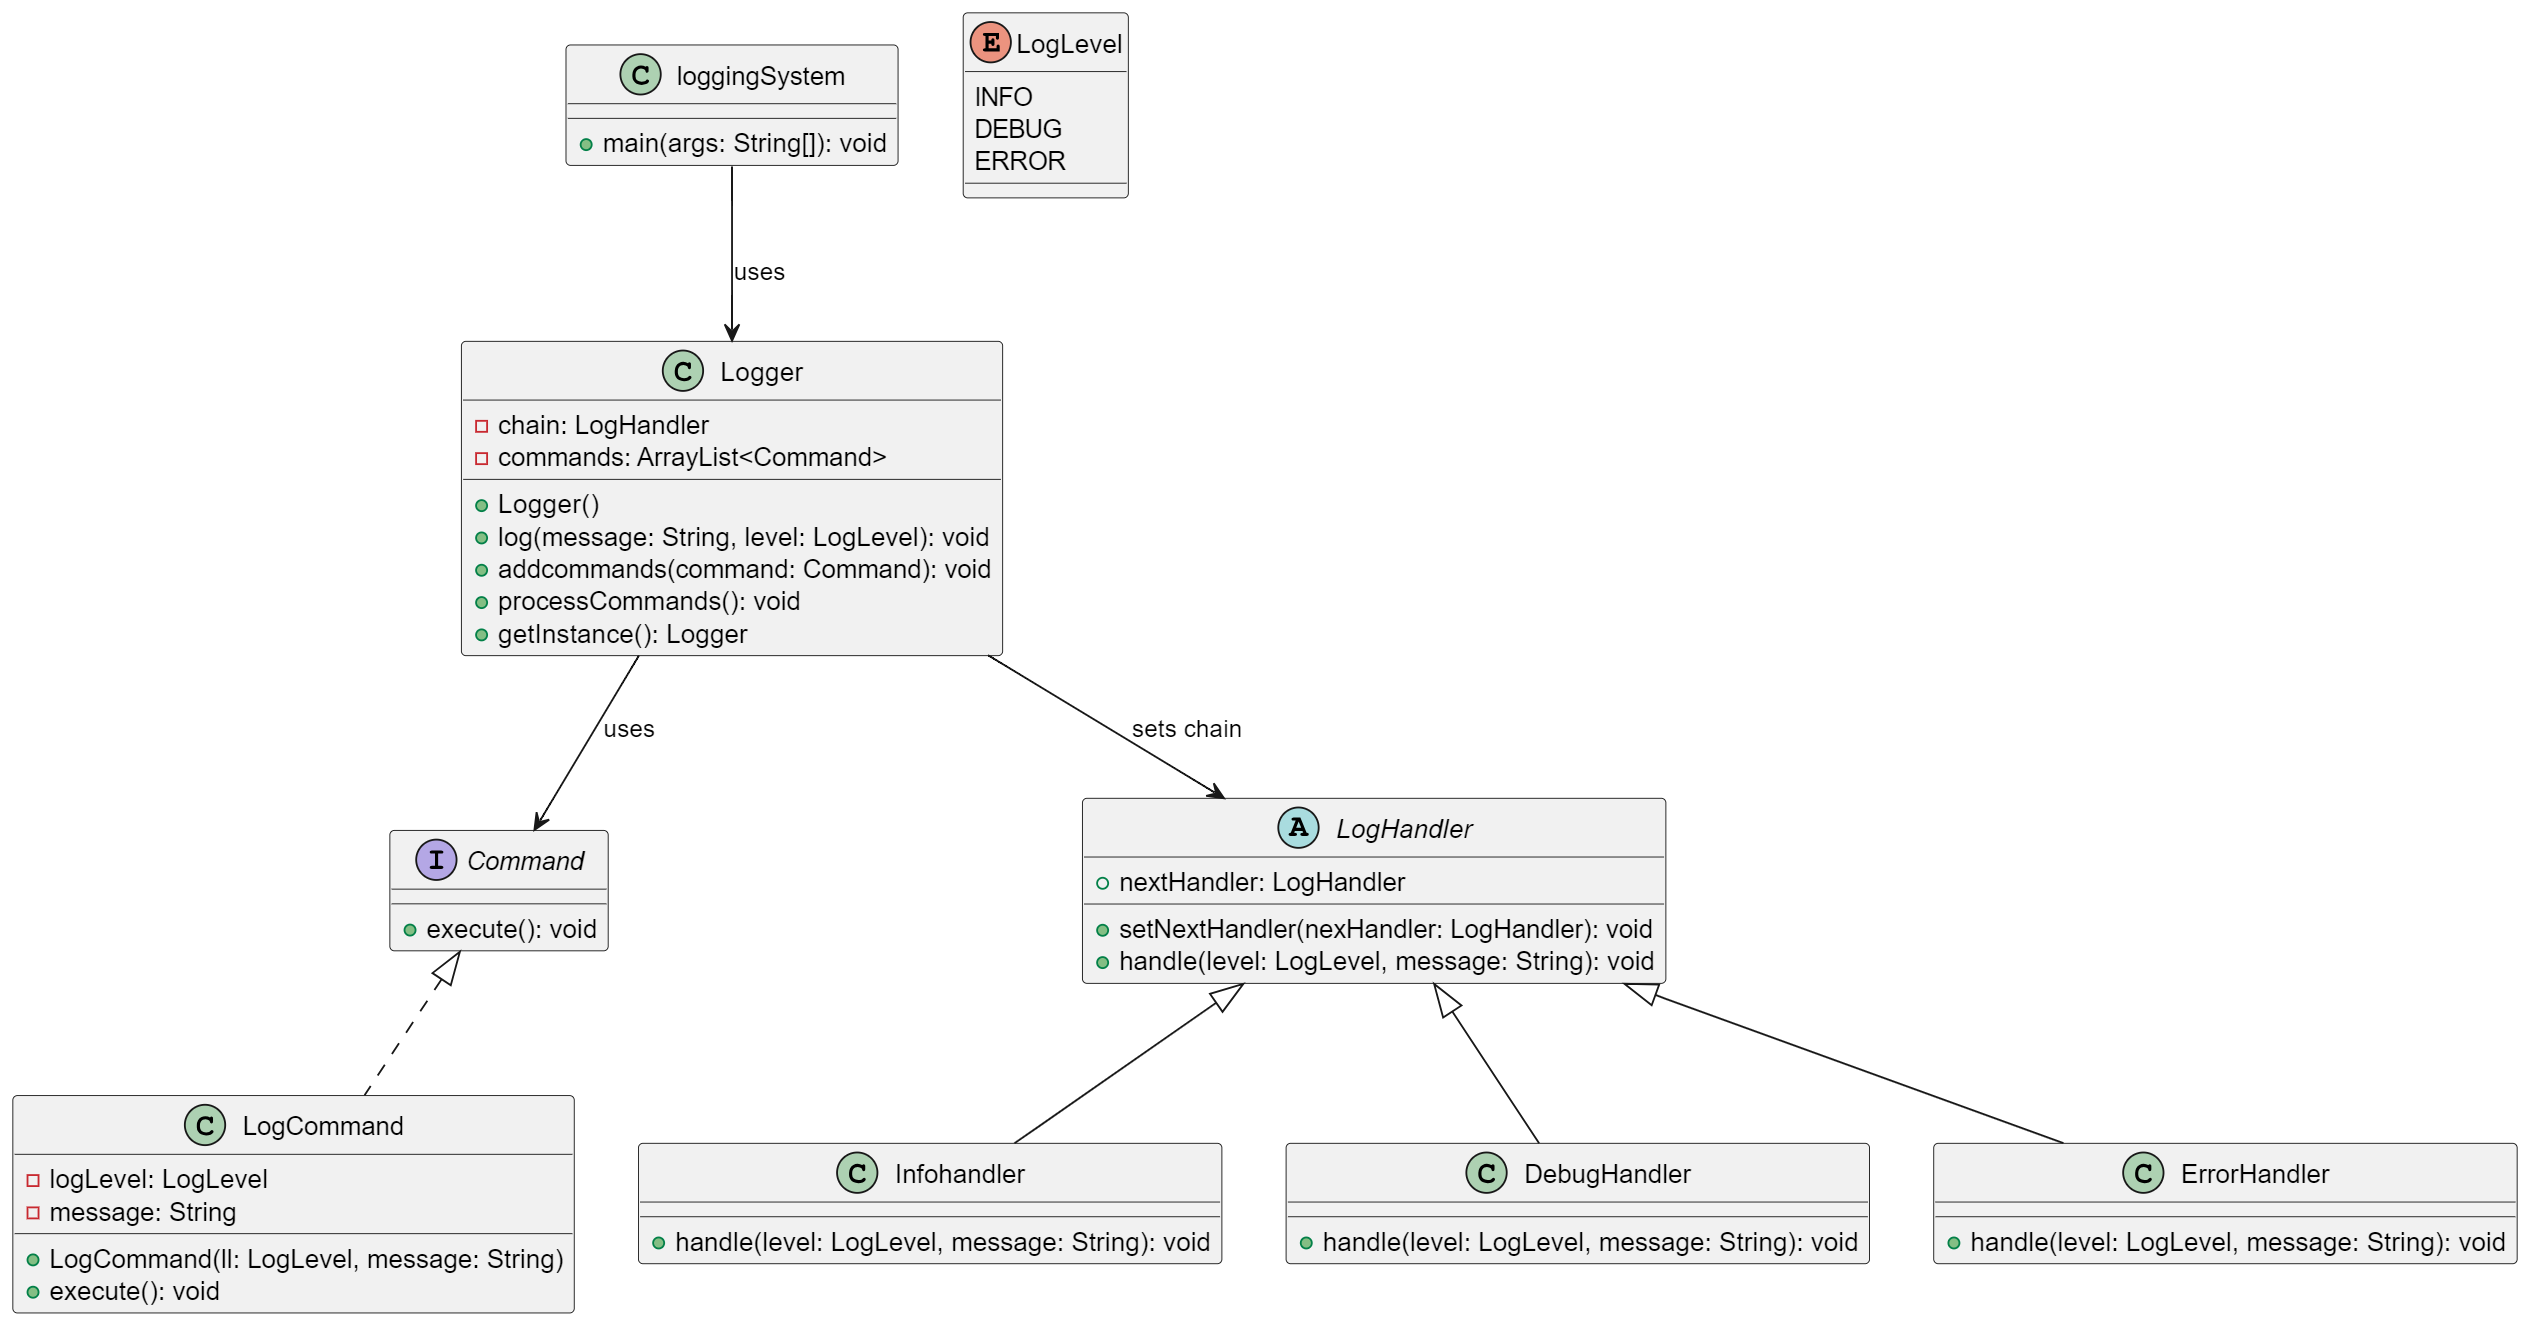 C loggingSystem
main(args: String[]): void
E LogLevel
INFO
DEBUG
ERROR
uses
C Logger
chain: LogHandler
commands: ArrayList<Command>
Logger()
log(message: String, level: LogLevel): void
addcommands(command: Command): void
processCommands(): void
getInstance(): Logger
uses
sets chain
I Command
execute(): void
A LogHandler
nextHandler: LogHandler
setNextHandler(nexHandler: LogHandler): void
handle(level: LogLevel, message: String): void
C LogCommand
logLevel: LogLevel
message: String
LogCommand(ll: LogLevel, message: String)
execute(): void
C Infohandler
handle(level: LogLevel, message: String): void
C DebugHandler
handle(level: LogLevel, message: String): void
C ErrorHandler
handle(level: LogLevel, message: String): void